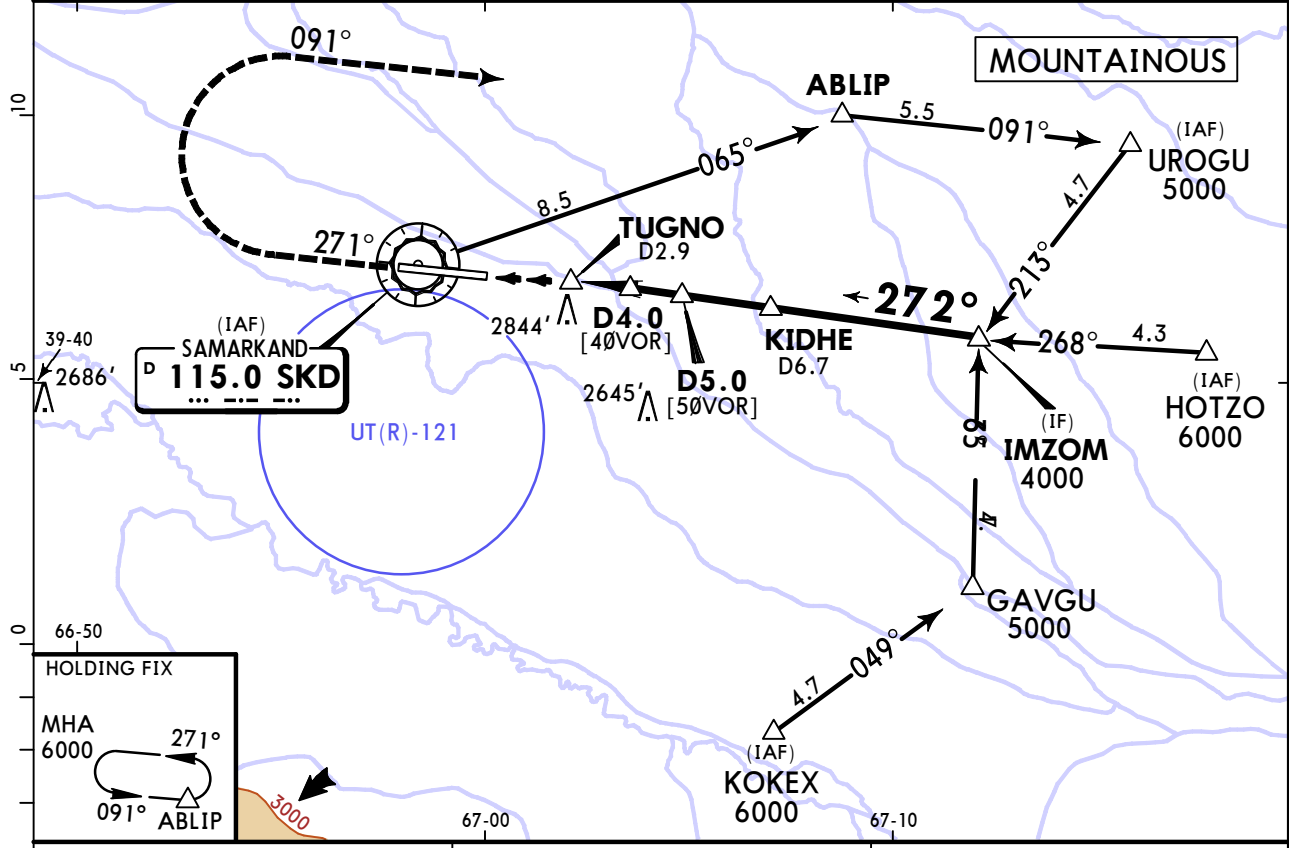 091°
MOUNTAINOUS
ABLIP
10
5.5
091°
(IAF)
UROGU
5000
065°
8.5
4.7
TUGNO
D2.9
271°
213°
272°
2844'
D4.0
[4ØVOR]
KIDHE
D6.7
268°
4.3
(IAF)
SAMARKAND
D 115.0 SKD
39-40
2686'
5
D5.0
[5ØVOR]
2645'
(IAF)
HOTZO
6000
(IF)
IMZOM
4000
UT(R)-121
GAVGU
5000
0
66-50
049°
4.7
HOLDING FIX
MHA
6000
271°
091°
ABLIP
3000
(IAF)
KOKEX
6000
67-00
67-10